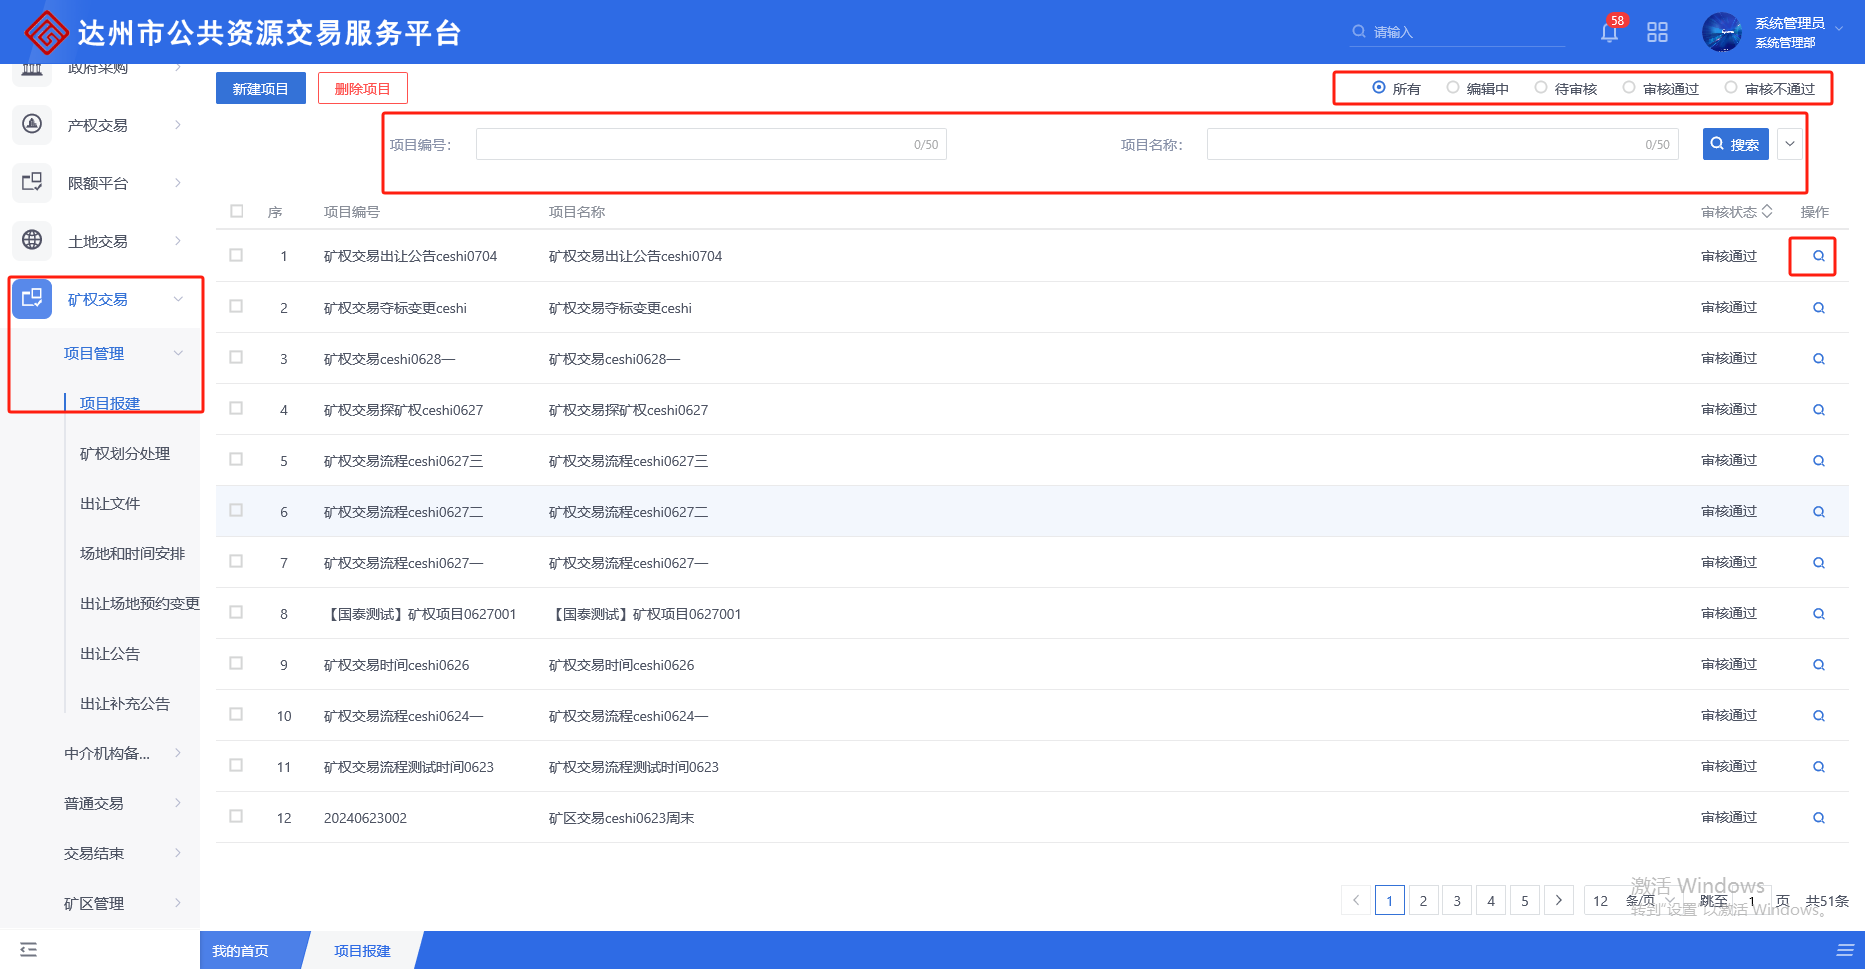 达州市公共资源交易服务平台
请输入
58
系统管理员
系统管理部
政府采购
产权交易
限额平台
土地交易
矿权交易
项目管理
项目报建
矿权划分处理
出让文件
场地和时间安排
出让场地预约变更
出让公告
出让补充公告
中介机构备...
普通交易
交易结束
矿区管理
新建项目 删除项目
所有 编辑中 待审核 审核通过 审核不通过
项目编号： 0/50 项目名称： 0/50 搜索
序 项目编号 项目名称 审核状态 操作
1 矿权交易出让公告ceshi0704 矿权交易出让公告ceshi0704 审核通过
2 矿权交易夺标变更ceshi 矿权交易夺标变更ceshi 审核通过
3 矿权交易ceshi0628一 矿权交易ceshi0628一 审核通过
4 矿权交易探矿权ceshi0627 矿权交易探矿权ceshi0627 审核通过
5 矿权交易流程ceshi0627三 矿权交易流程ceshi0627三 审核通过
6 矿权交易流程ceshi0627二 矿权交易流程ceshi0627二 审核通过
7 矿权交易流程ceshi0627一 矿权交易流程ceshi0627一 审核通过
8 【国泰测试】矿权项目0627001 【国泰测试】矿权项目0627001 审核通过
9 矿权交易时间ceshi0626 矿权交易时间ceshi0626 审核通过
10 矿权交易流程ceshi0624一 矿权交易流程ceshi0624一 审核通过
11 矿权交易流程测试时间0623 矿权交易流程测试时间0623 审核通过
12 20240623002 矿区交易ceshi0623周末 审核通过
1 2 3 4 5 12 条/页 跳至 1 页 共51条
激活 Windows
转到"设置"以激活 Windows。
我的首页 项目报建